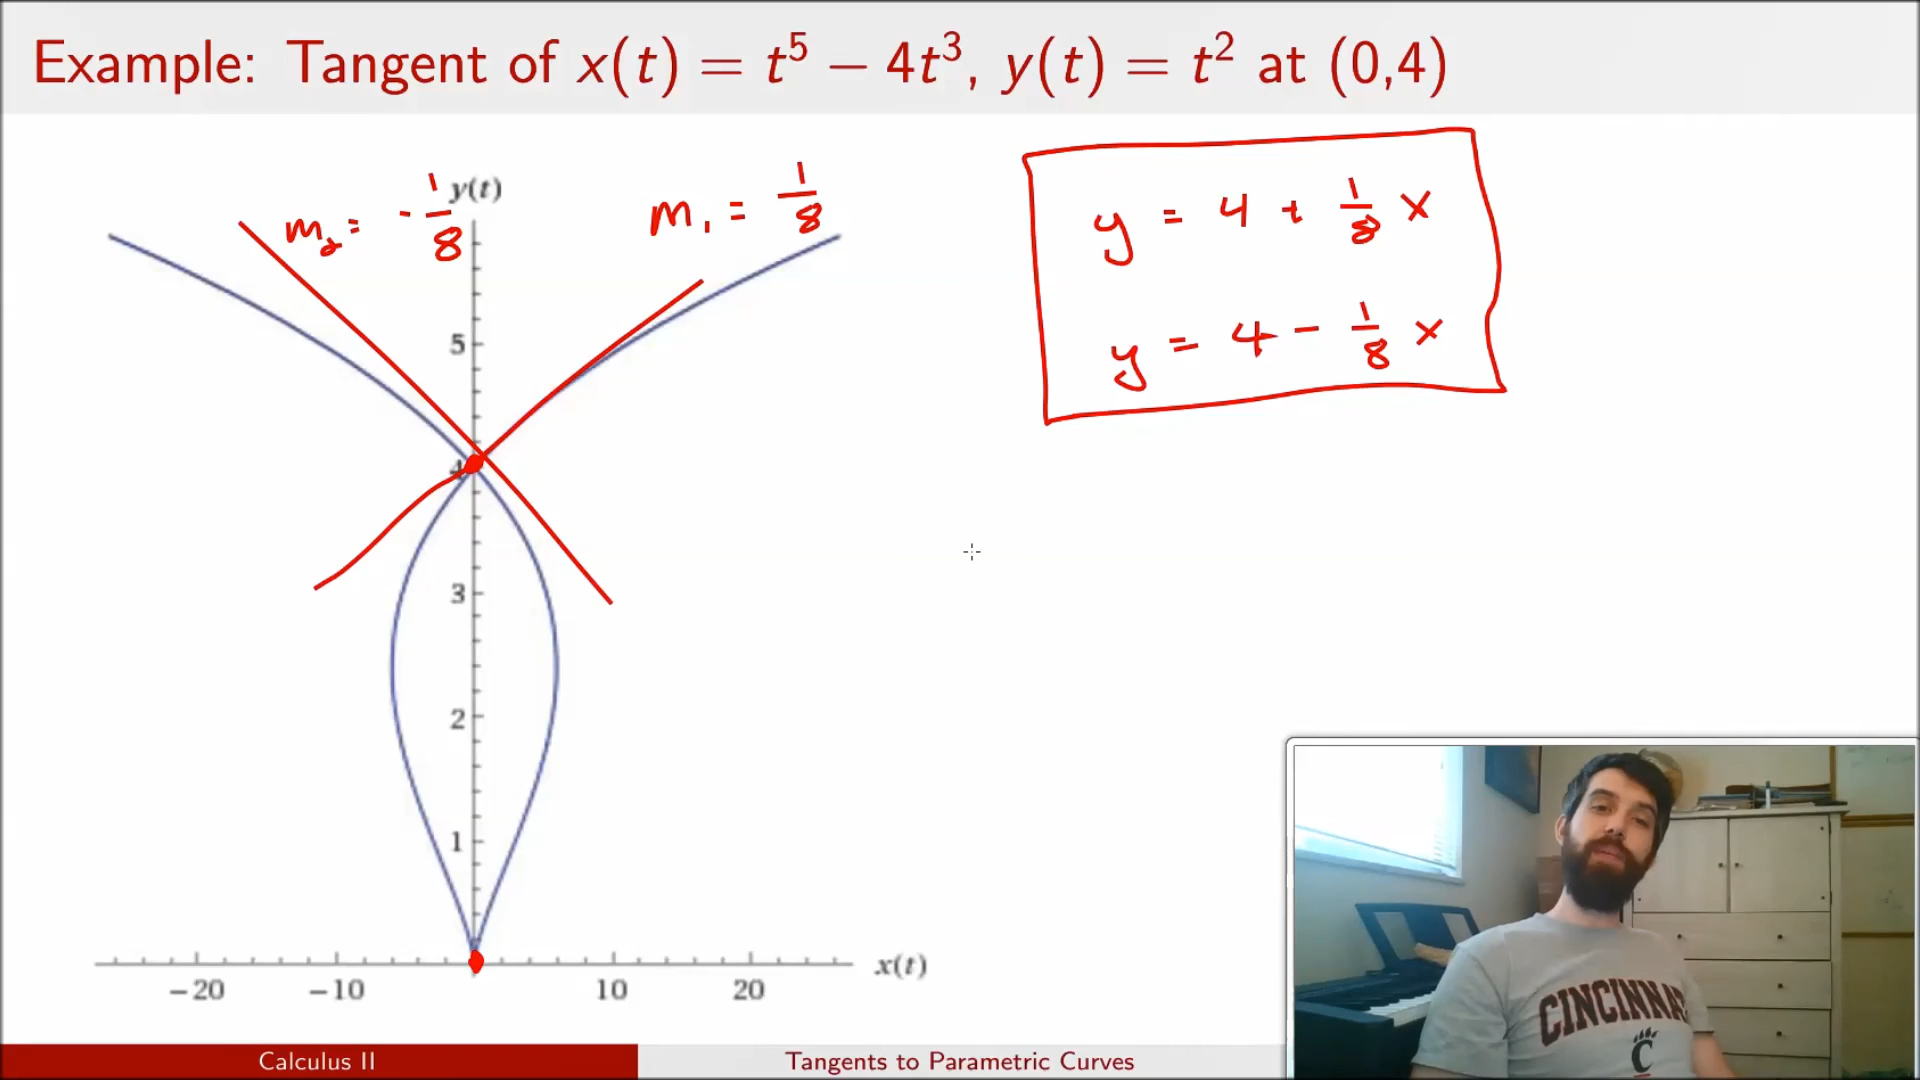 Example: Tangent of x(t) = t⁵ − 4t³, y(t) = t² at (0,4)
y(t)
m₂ = -1/8
m₁ = 1/8
y = 4 + 1/8 x
y = 4 - 1/8 x
5
4
3
2
1
−20 −10 10 20 x(t)
CINCINNA
C
Calculus II Tangents to Parametric Curves